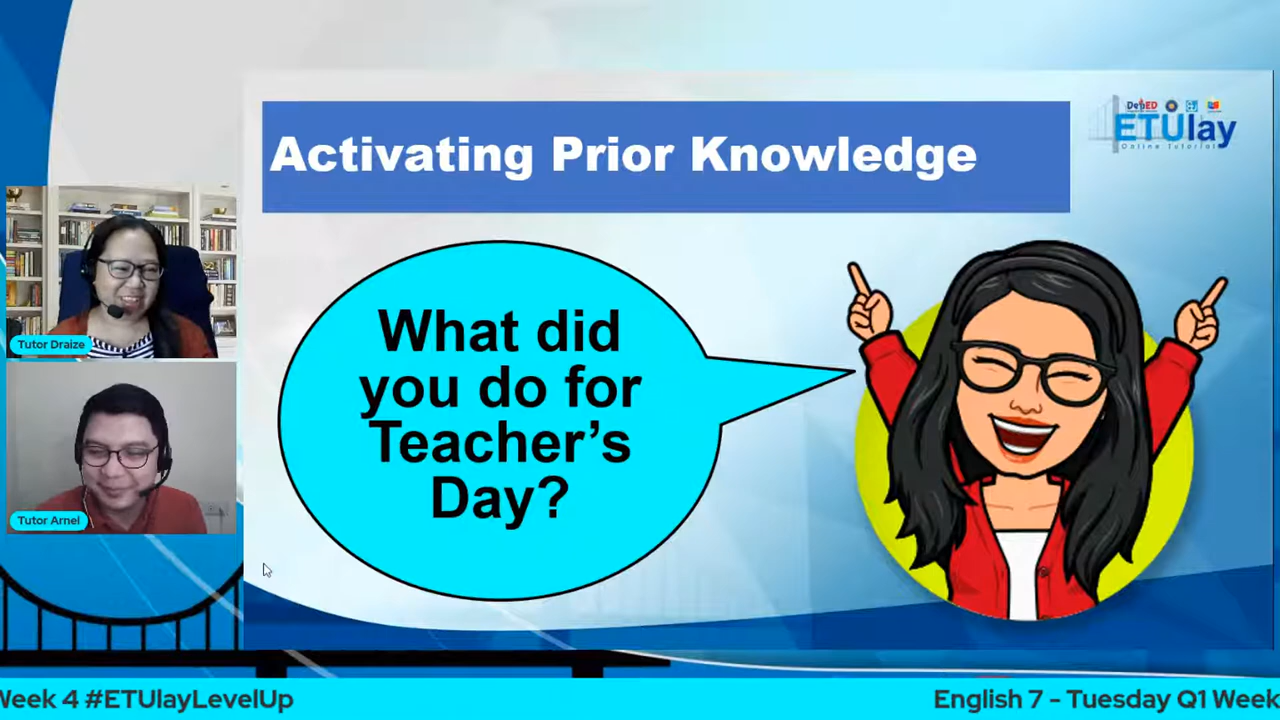 Activating Prior Knowledge
DepED
ETUlay
Online Tutorial
What did
you do for
Teacher's
Day?
Tutor Draize
Tutor Arnel
Week 4 #ETUlayLevelUp
English 7 - Tuesday Q1 Week